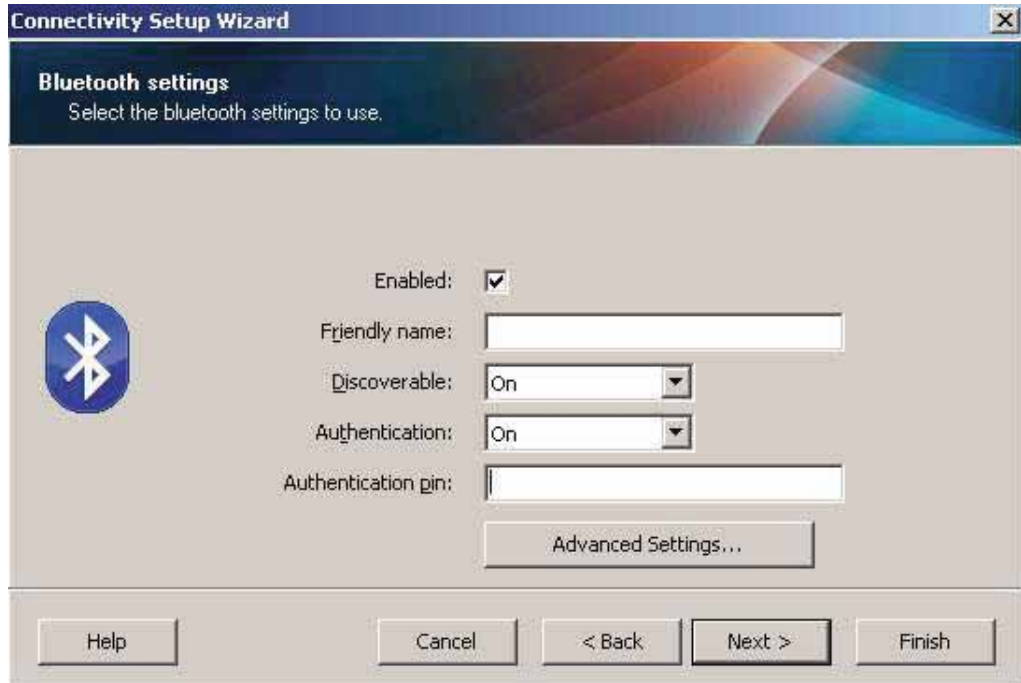 Connectivity Setup Wizard
Bluetooth settings
Select the bluetooth settings to use.
Enabled:
Friendly name:
Discoverable: On
Authentication: On
Authentication pin:
Advanced Settings...
Help Cancel < Back Next > Finish